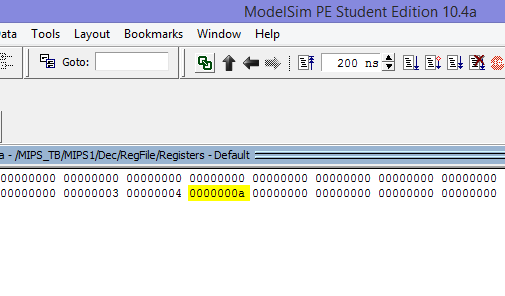 ModelSim PE Student Edition 10.4a
ata Tools Layout Bookmarks Window Help
Goto: 200 ns
a - /MIPS_TB/MIPS1/Dec/RegFile/Registers - Default
00000000 00000000 00000000 00000000 00000000 00000000 00000000 00000000
00000000 00000003 00000004 0000000a 00000000 00000000 00000000 00000000